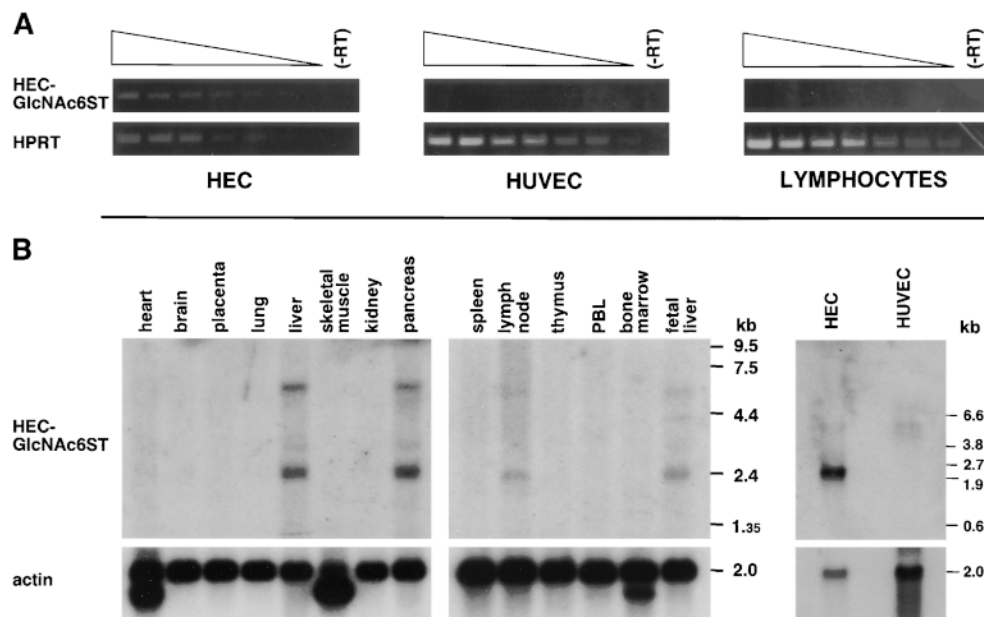 A
(-RT)
(-RT)
(-RT)
HEC-
GlcNAc6ST
HPRT
HEC
HUVEC
LYMPHOCYTES
B
heart
brain
placenta
lung
liver
skeletal
muscle
kidney
pancreas
spleen
lymph
node
thymus
PBL
bone
marrow
fetal
liver
kb
HEC
HUVEC
kb
HEC-
GlcNAc6ST
9.5
7.5
4.4
2.4
1.35
6.6
3.8
2.7
1.9
0.6
actin
2.0
2.0